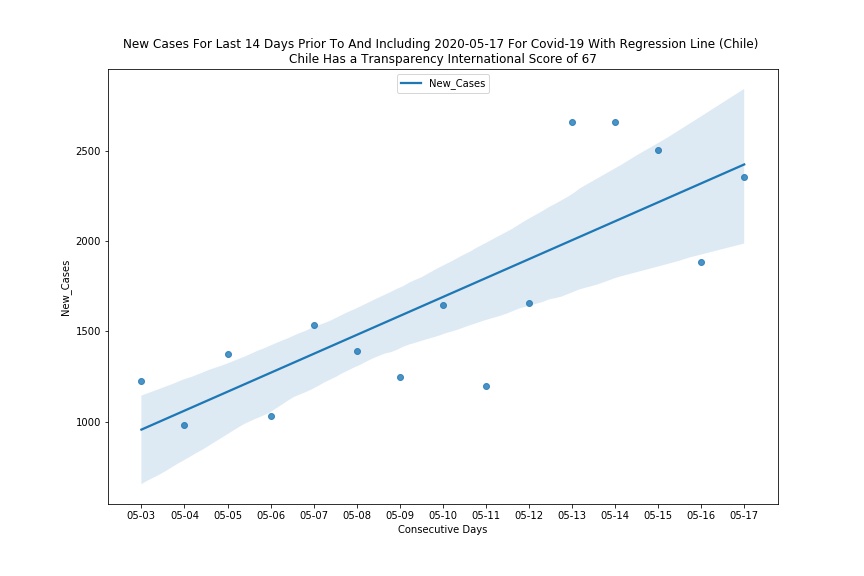 New Cases For Last 14 Days Prior To And Including 2020-05-17 For Covid-19 With Regression Line (Chile)
Chile Has a Transparency International Score of 67
New_Cases
2500
2000
1500
1000
New_Cases
05-03 05-04 05-05 05-06 05-07 05-08 05-09 05-10 05-11 05-12 05-13 05-14 05-15 05-16 05-17
Consecutive Days